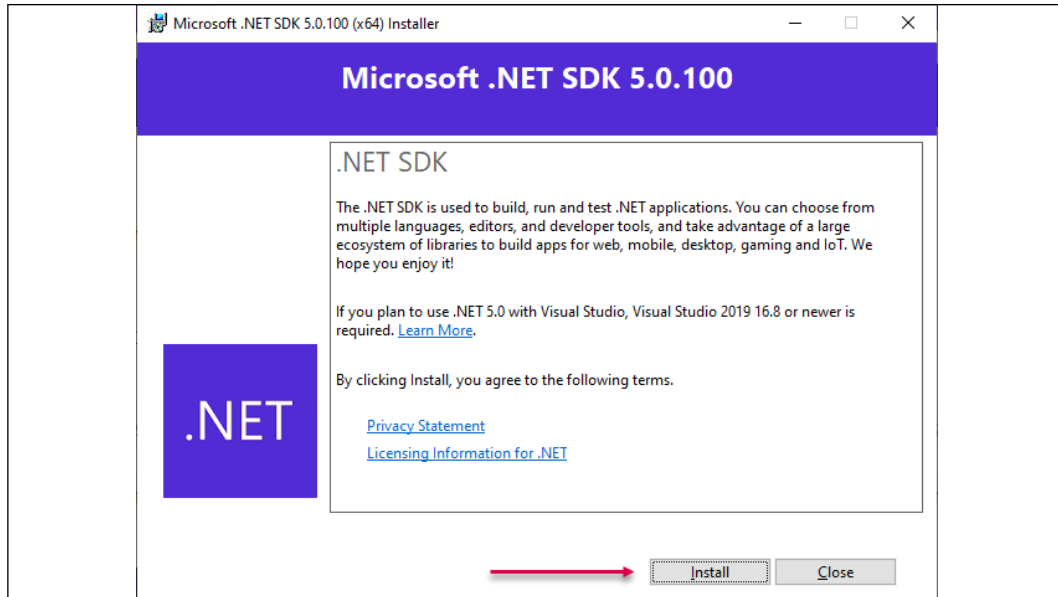 Microsoft .NET SDK 5.0.100 (x64) Installer
Microsoft .NET SDK 5.0.100
.NET SDK
The .NET SDK is used to build, run and test .NET applications. You can choose from
multiple languages, editors, and developer tools, and take advantage of a large
ecosystem of libraries to build apps for web, mobile, desktop, gaming and IoT. We
hope you enjoy it!
If you plan to use .NET 5.0 with Visual Studio, Visual Studio 2019 16.8 or newer is
required. Learn More.
By clicking Install, you agree to the following terms.
.NET
Privacy Statement
Licensing Information for .NET
Install
Close